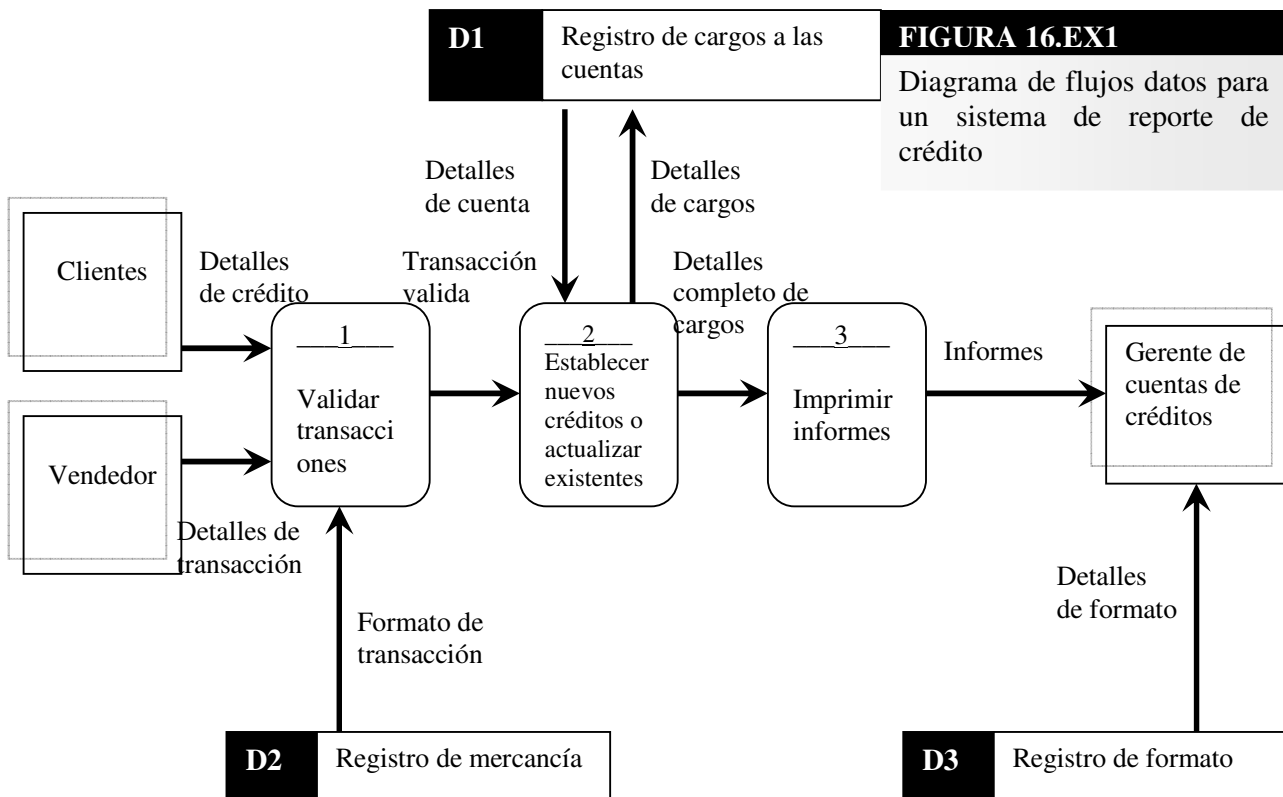 D1
Registro de cargos a las
cuentas
FIGURA 16.EX1
Diagrama de flujos datos para
un sistema de reporte de
crédito
Detalles
de cuenta
Detalles
de cargos
Clientes
Detalles
de crédito
Transacción
valida
Detalles
completo de
cargos
___1___
Validar
transacci
ones
___2___
Establecer
nuevos
créditos o
actualizar
existentes
___3___
Imprimir
informes
Informes
Gerente de
cuentas de
créditos
Vendedor
Detalles de
transacción
Formato de
transacción
Detalles
de formato
D2
Registro de mercancía
D3
Registro de formato